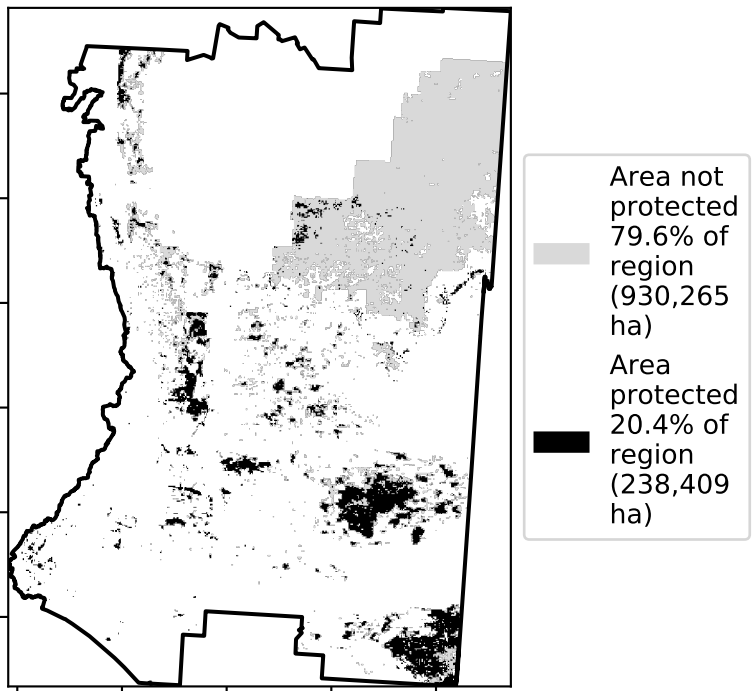 Area not
protected
79.6% of
region
(930,265
ha)
Area
protected
20.4% of
region
(238,409
ha)